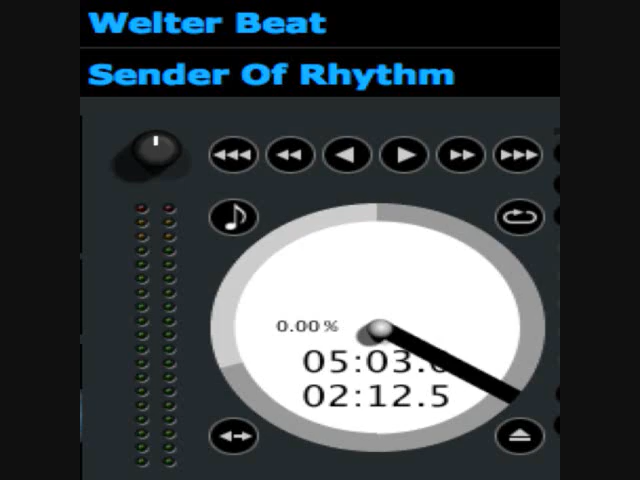 Welter Beat
Sender Of Rhythm
0.00 %
05:03.
02:12.5